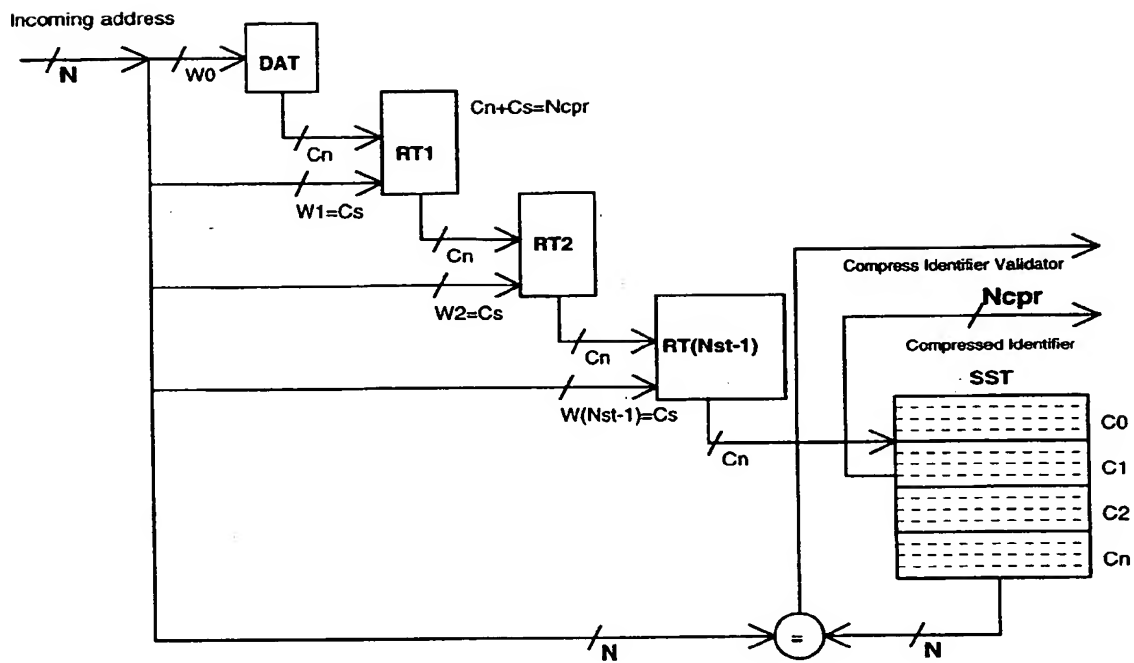 Incoming address
N
W0
DAT
Cn+Cs=Ncpr
Cn
RT1
W1=Cs
Cn
RT2
W2=Cs
Compress Identifier Validator
Ncpr
Compressed Identifier
Cn
RT(Nst-1)
W(Nst-1)=Cs
SST
C0
Cn
C1
C2
Cn
=
N
N